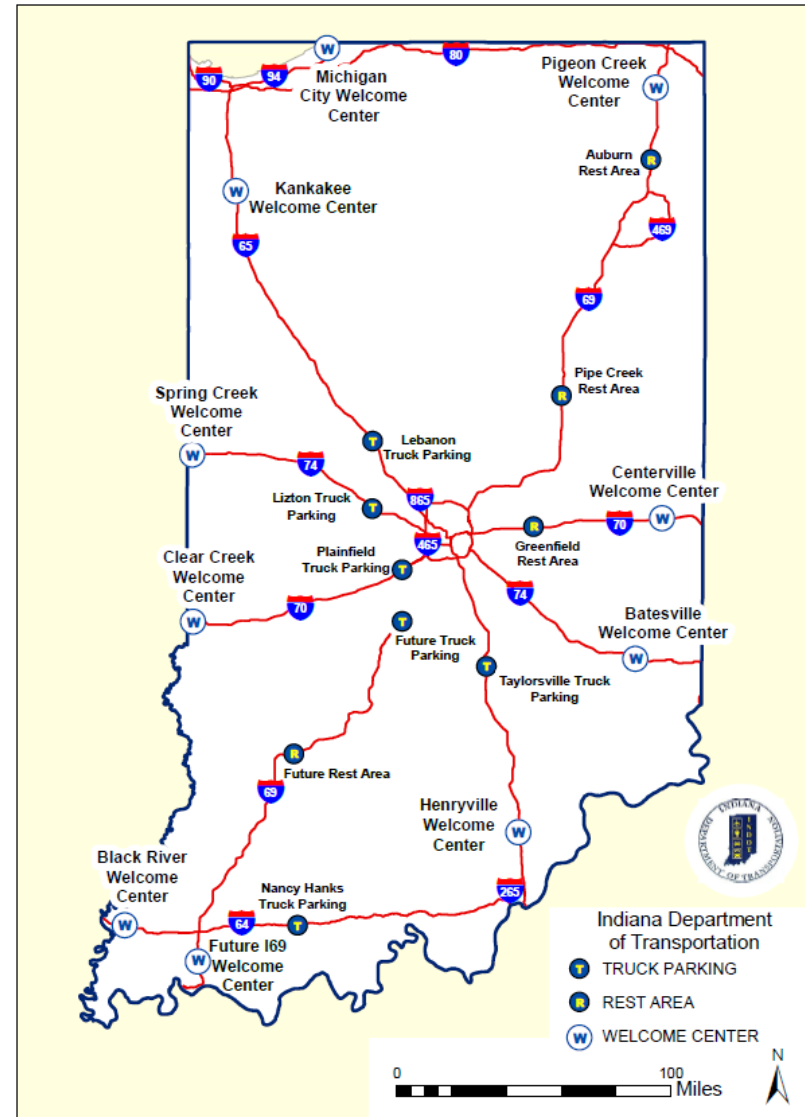 W
90
94
80
Michigan
City Welcome
Center
Pigeon Creek
Welcome
Center
W
Auburn
Rest Area
R
W
Kankakee
Welcome Center
65
469
69
Pipe Creek
Rest Area
R
Spring Creek
Welcome
Center
W
74
T
Lebanon
Truck Parking
Lizton Truck
Parking
T
865
465
Centerville
Welcome Center
W
70
R
Greenfield
Rest Area
Plainfield
Truck Parking
T
Clear Creek
Welcome
Center
W
70
74
Batesville
Welcome Center
W
T
Future Truck
Parking
T
Taylorsville Truck
Parking
R
Future Rest Area
69
Henryville
Welcome
Center
W
INDIANA
INDOT
DEPARTMENT OF TRANSPORTATION
Black River
Welcome
Center
W
Nancy Hanks
Truck Parking
64
T
265
W
Future I69
Welcome
Center
Indiana Department
of Transportation
T TRUCK PARKING
R REST AREA
W WELCOME CENTER
0 100
Miles
N